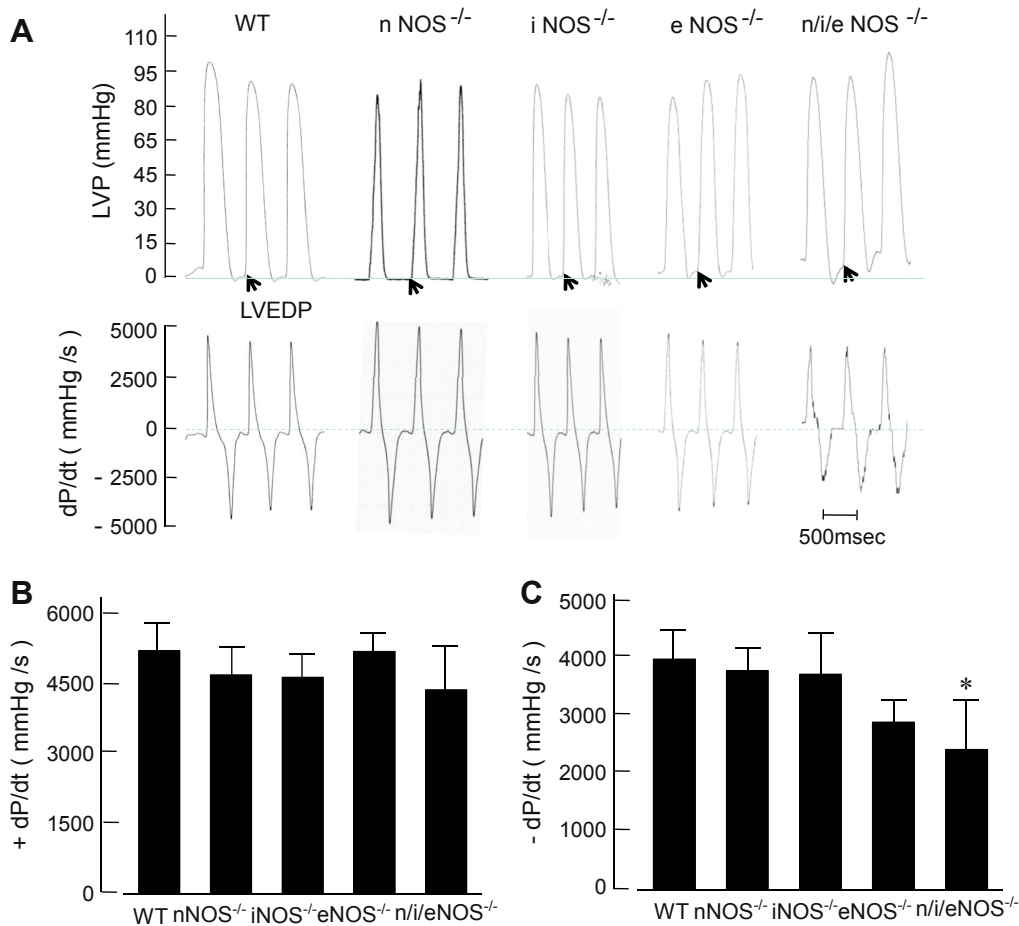 A
WT
n NOS -/-
i NOS -/-
e NOS -/-
n/i/e NOS -/-
LVP (mmHg)
110
95
80
65
45
30
15
0
LVEDP
dP/dt ( mmHg /s )
5000
2500
0
- 2500
- 5000
500msec
B
+ dP/dt ( mmHg /s )
6000
4500
3000
1500
0
WT nNOS-/- iNOS-/- eNOS-/- n/i/eNOS-/-
C
- dP/dt ( mmHg /s )
5000
4000
3000
2000
1000
0
*
WT nNOS-/- iNOS-/- eNOS-/- n/i/eNOS-/-